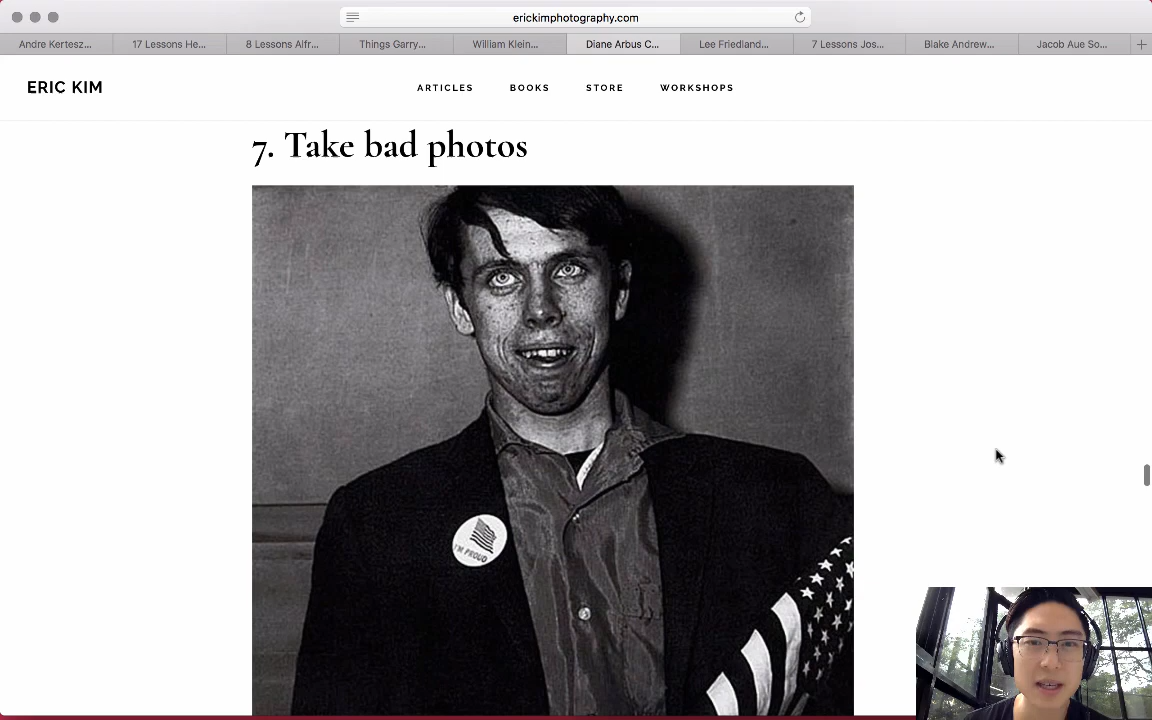 erickimphotography.com
Andre Kertesz...
17 Lessons He...
8 Lessons Alfr...
Things Garry...
William Klein...
Diane Arbus C...
Lee Friedland...
7 Lessons Jos...
Blake Andrew...
Jacob Aue So...
ERIC KIM
ARTICLES
BOOKS
STORE
WORKSHOPS
7. Take bad photos
I'M PROUD